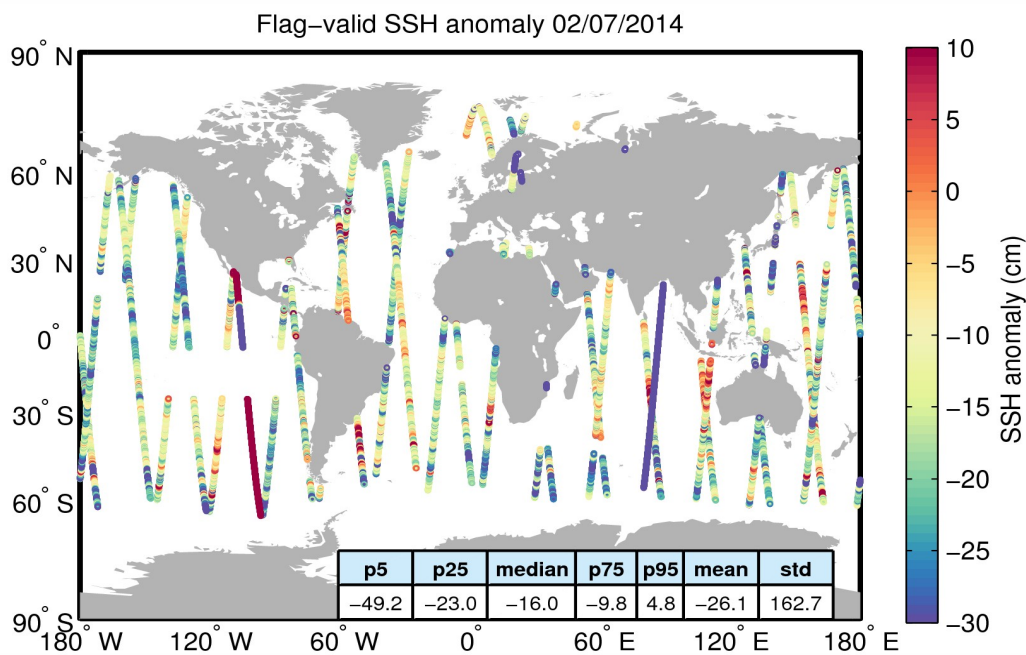 Flag−valid SSH anomaly 02/07/2014
90° N
60° N
30° N
0°
30° S
60° S
90° S
180° W
120° W
60° W
0°
60° E
120° E
180° E
p5 p25 median p75 p95 mean std
−49.2 −23.0 −16.0 −9.8 4.8 −26.1 162.7
10
5
0
−5
−10
−15
−20
−25
−30
SSH anomaly (cm)